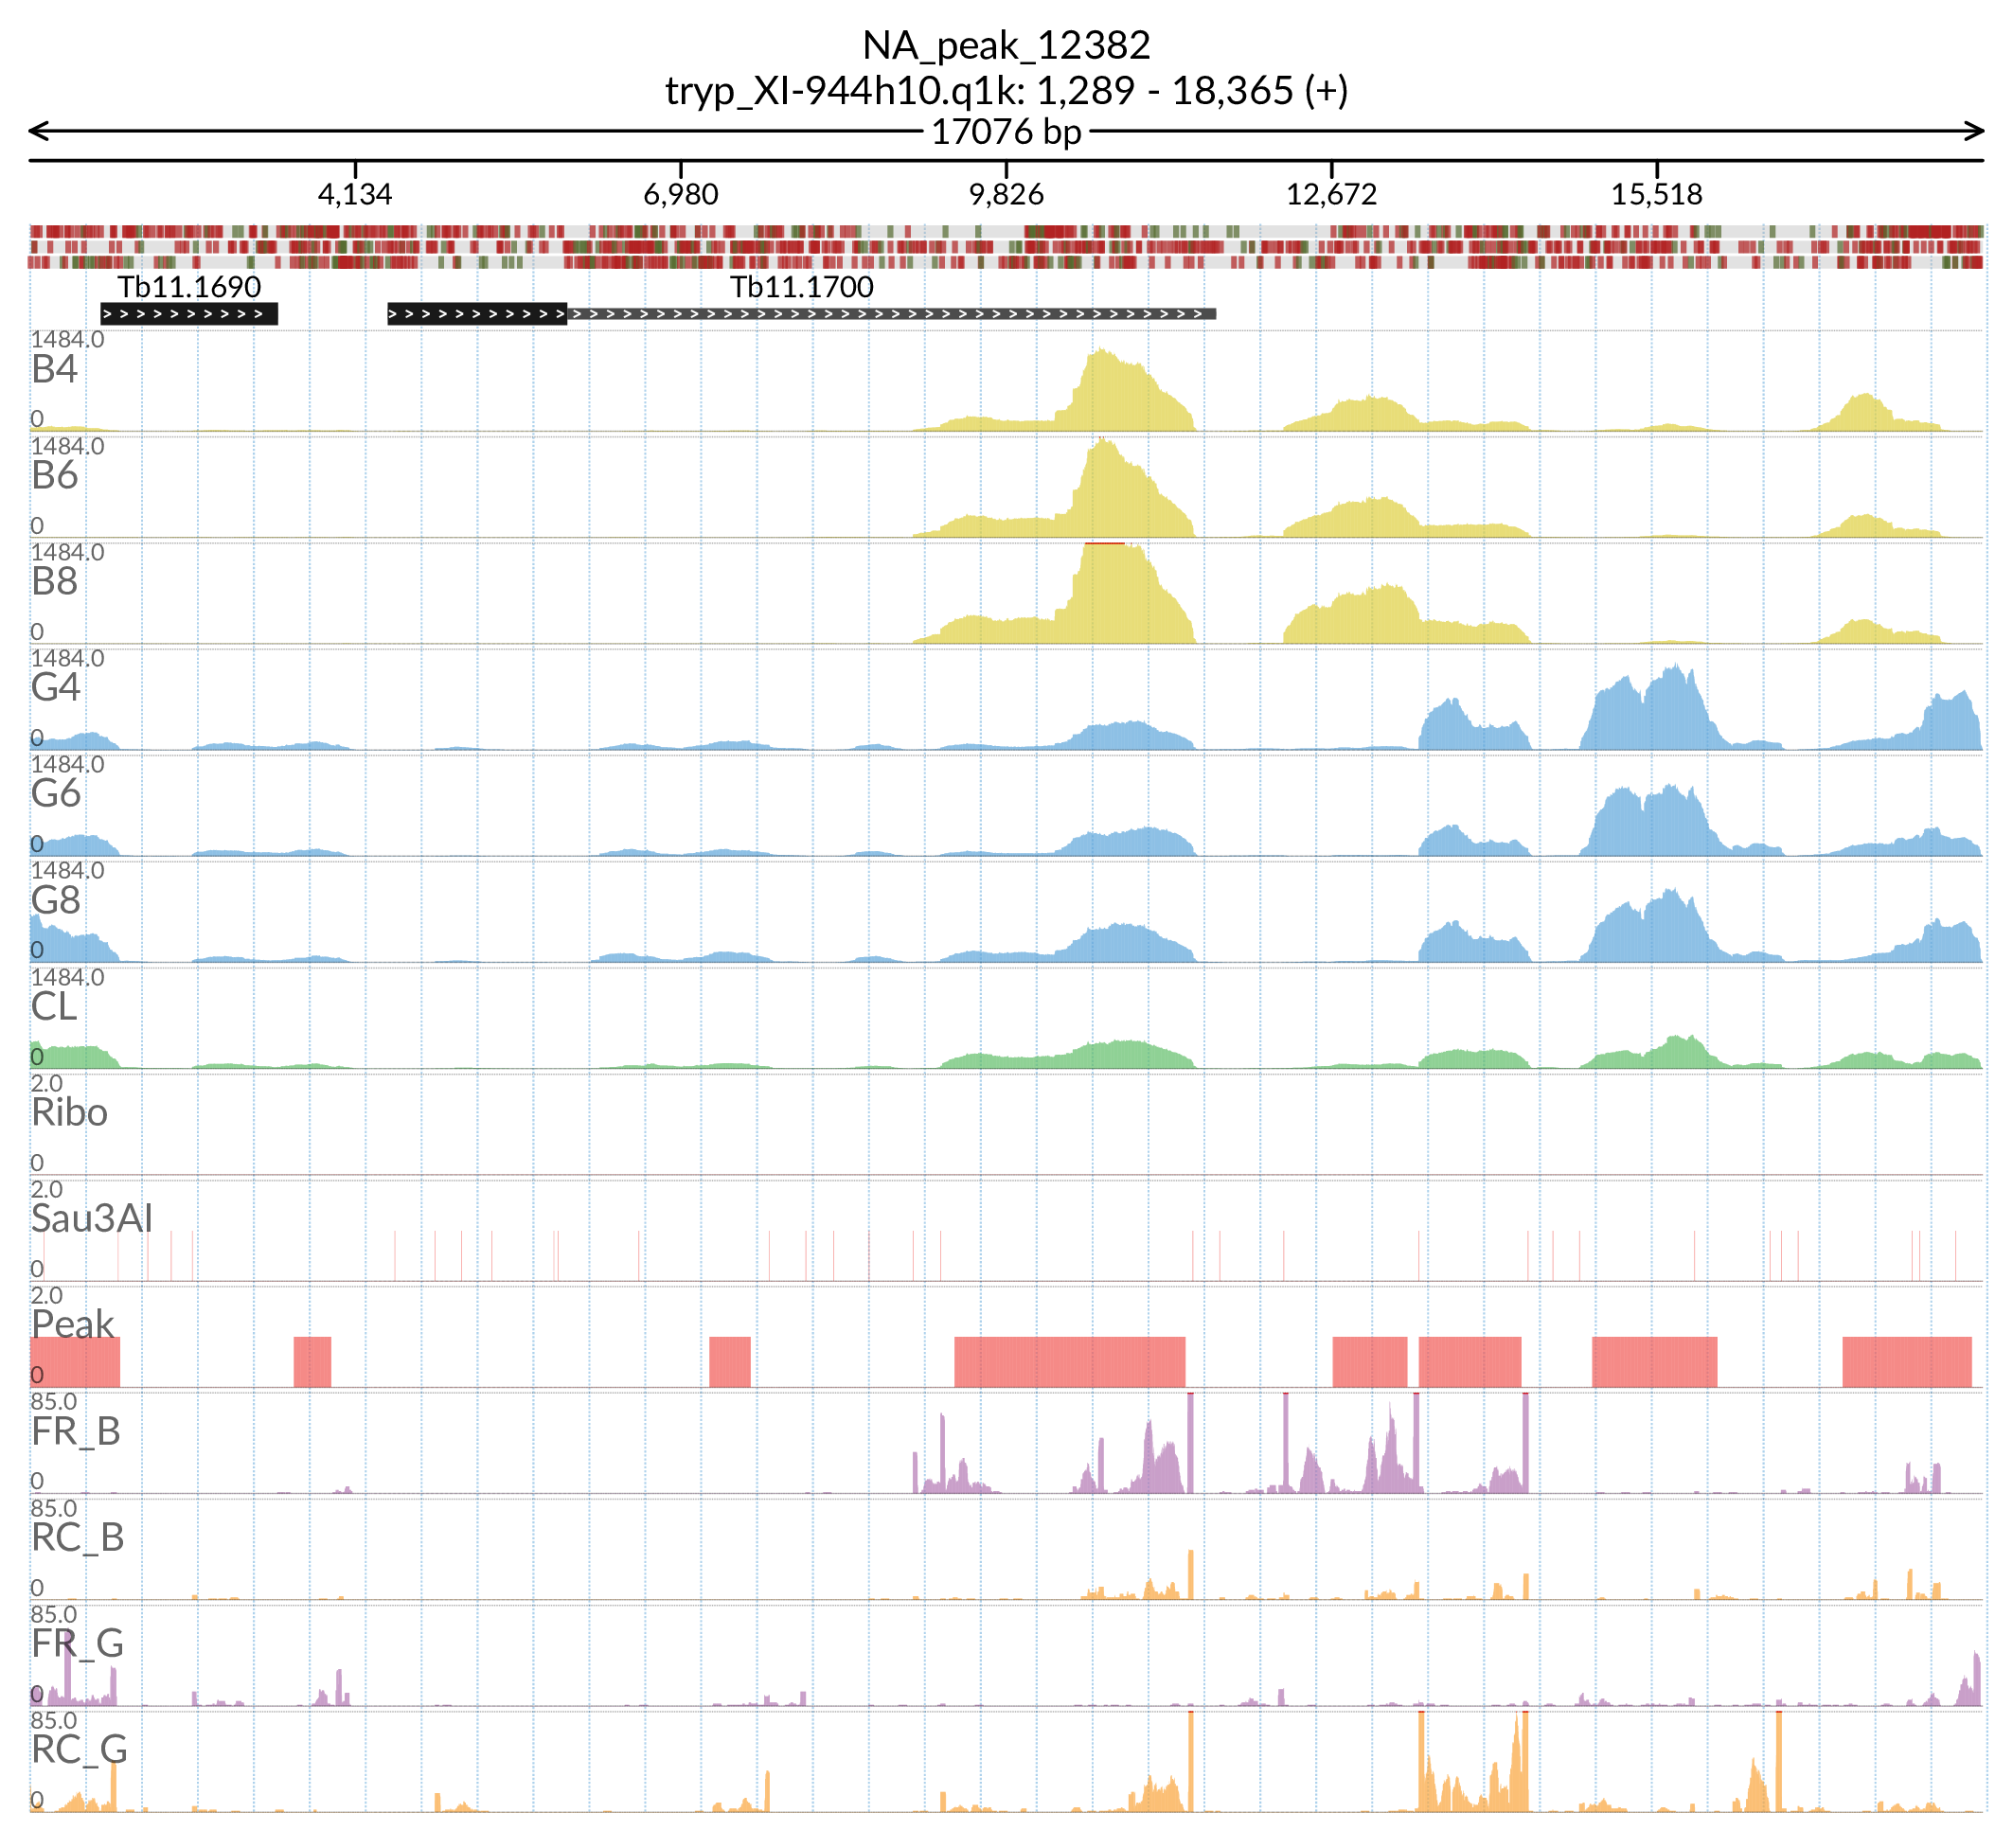 NA_peak_12382
tryp_XI-944h10.q1k: 1,289 - 18,365 (+)
17076 bp
4,134 6,980 9,826 12,672 15,518
Tb11.1690 Tb11.1700
1484.0
B4
0
1484.0
B6
0
1484.0
B8
0
1484.0
G4
0
1484.0
G6
0
1484.0
G8
0
1484.0
CL
0
2.0
Ribo
0
2.0
Sau3AI
0
2.0
Peak
0
85.0
FR_B
0
85.0
RC_B
0
85.0
FR_G
0
85.0
RC_G
0